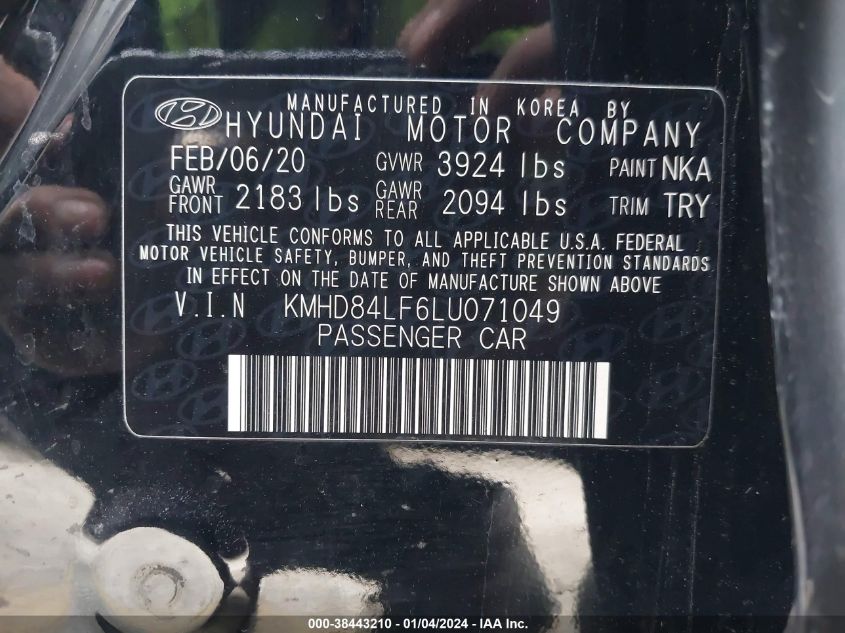 MANUFACTURED IN KOREA BY
HYUNDAI MOTOR COMPANY
FEB/06/20 GVWR 3924 lbs PAINT NKA
GAWR FRONT 2183 lbs GAWR REAR 2094 lbs TRIM TRY
THIS VEHICLE CONFORMS TO ALL APPLICABLE U.S.A. FEDERAL
MOTOR VEHICLE SAFETY, BUMPER, AND THEFT PREVENTION STANDARDS
IN EFFECT ON THE DATE OF MANUFACTURE SHOWN ABOVE
V.I.N KMHD84LF6LU071049
PASSENGER CAR
000-38443210 - 01/04/2024 - IAA Inc.